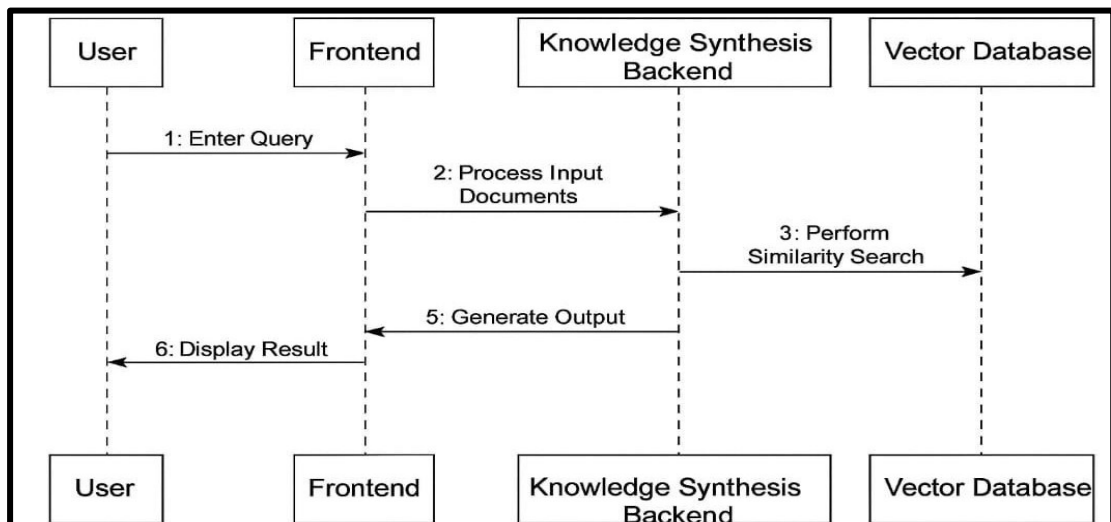 User
Frontend
Knowledge Synthesis
Backend
Vector Database
1: Enter Query
2: Process Input
Documents
3: Perform
Similarity Search
5: Generate Output
6: Display Result
User
Frontend
Knowledge Synthesis
Backend
Vector Database